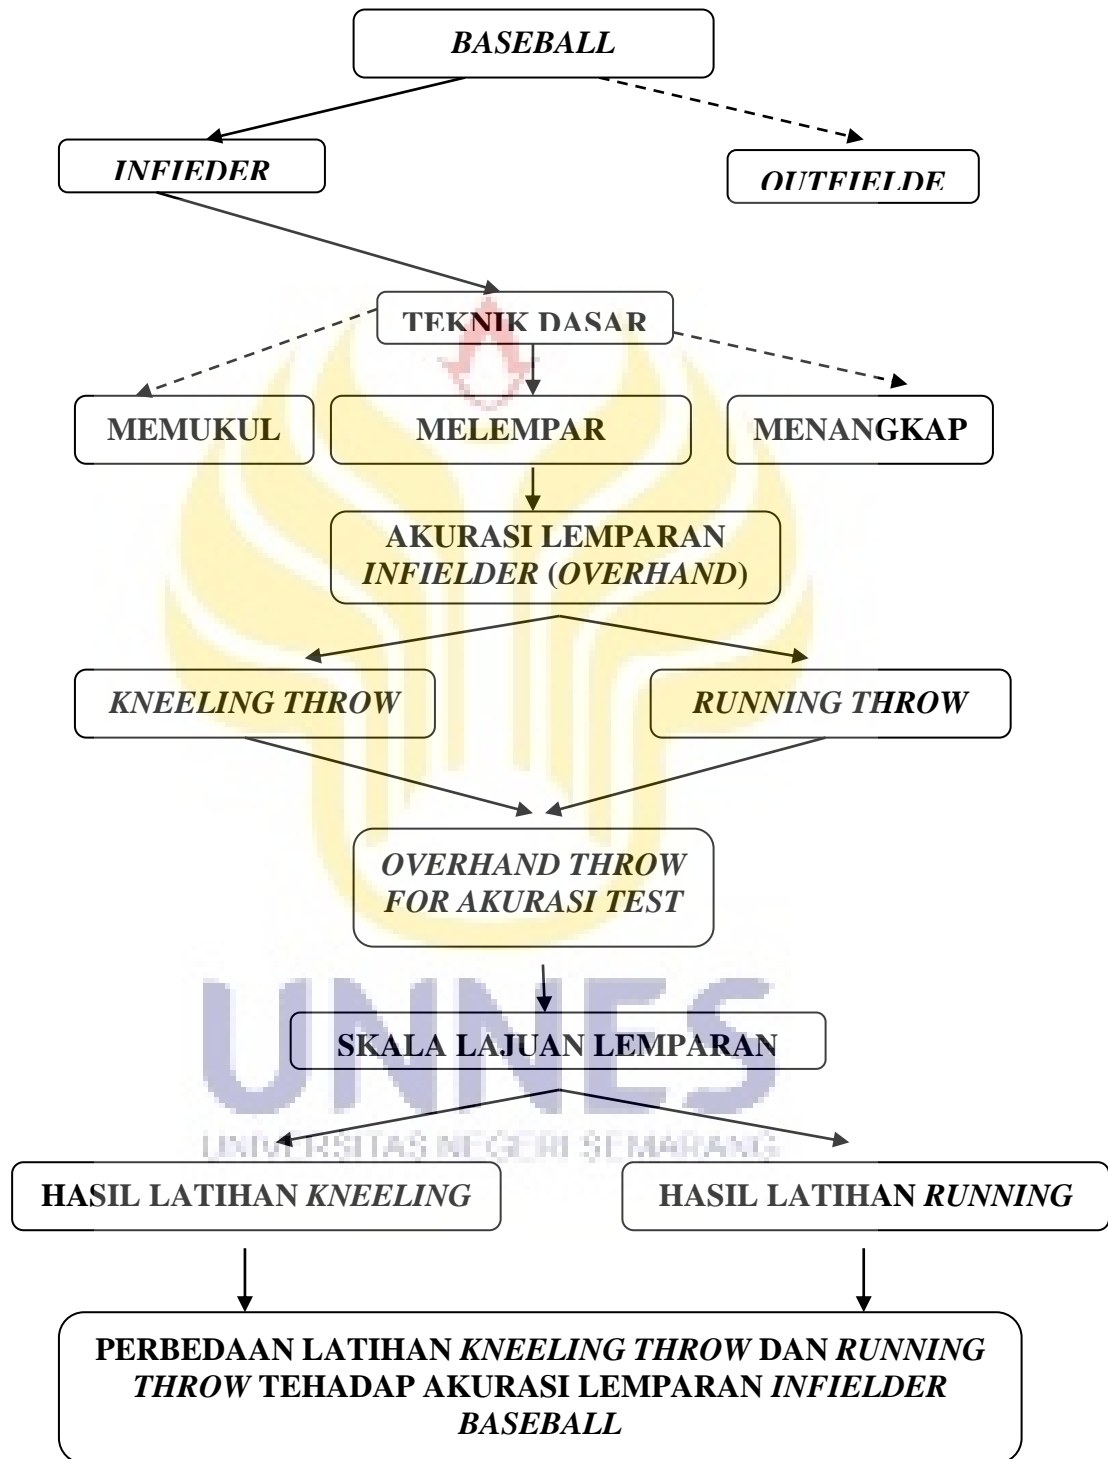 BASEBALL
INFIEDER
OUTFIELDE
TEKNIK DASAR
MEMUKUL
MELEMPAR
MENANGKAP
AKURASI LEMPARAN
INFIELDER (OVERHAND)
KNEELING THROW
RUNNING THROW
OVERHAND THROW
FOR AKURASI TEST
UNNES
SKALA LAJUAN LEMPARAN
UNIVERSITAS NEGERI SEMARANG
HASIL LATIHAN KNEELING
HASIL LATIHAN RUNNING
PERBEDAAN LATIHAN KNEELING THROW DAN RUNNING
THROW TEHADAP AKURASI LEMPARAN INFIELDER
BASEBALL